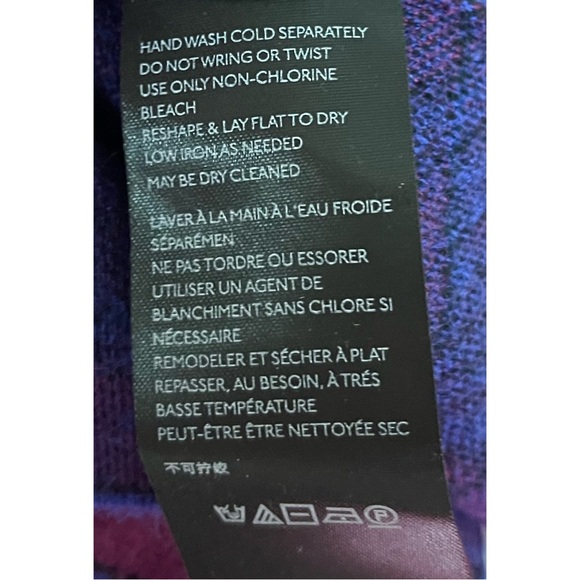 HAND WASH COLD SEPARATELY
DO NOT WRING OR TWIST
USE ONLY NON-CHLORINE
BLEACH
RESHAPE & LAY FLAT TO DRY
LOW IRON AS NEEDED
MAY BE DRY CLEANED
LAVER À LA MAIN À L'EAU FROIDE
SÉPARÉMEN
NE PAS TORDRE OU ESSORER
UTILISER UN AGENT DE
BLANCHIMENT SANS CHLORE SI
NÉCESSAIRE
REMODELER ET SÉCHER À PLAT
REPASSER, AU BESOIN, À TRÉS
BASSE TEMPÉRATURE
PEUT-ÊTRE ÊTRE NETTOYÉE SEC
不可拧绞
P